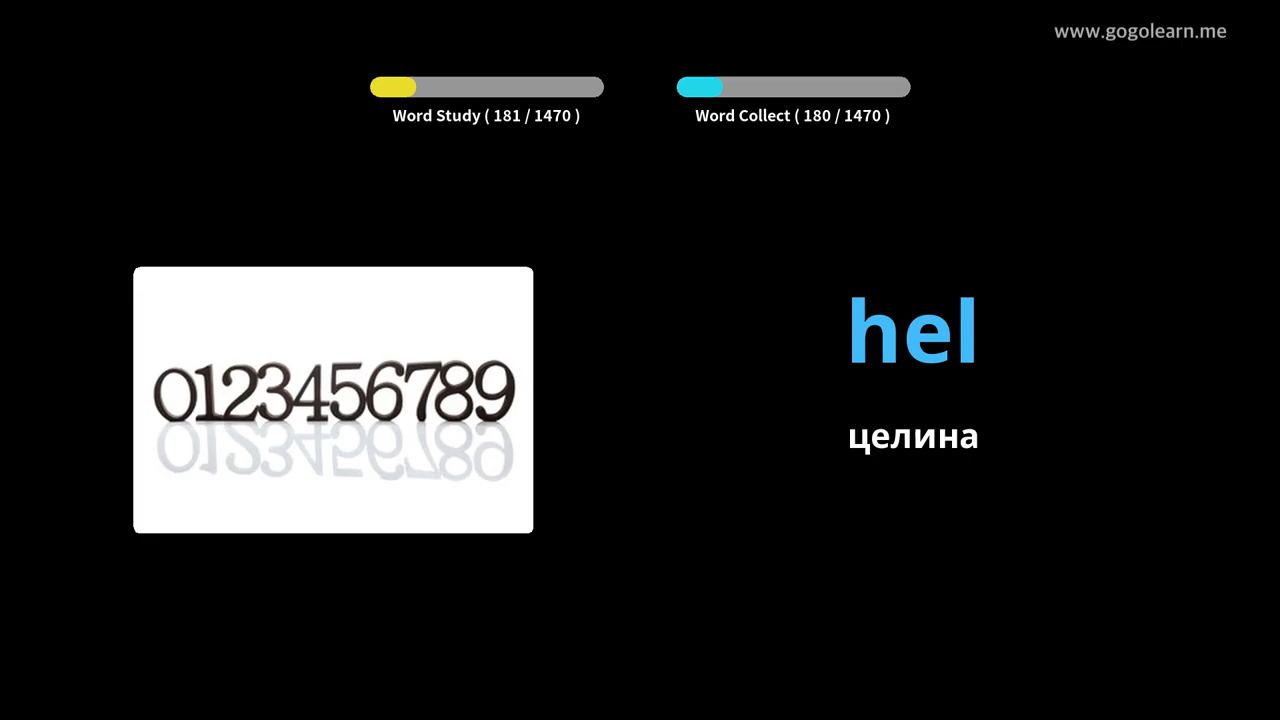 www.gogolearn.me
Word Study ( 181 / 1470 )
Word Collect ( 180 / 1470 )
0123456789
hel
целина